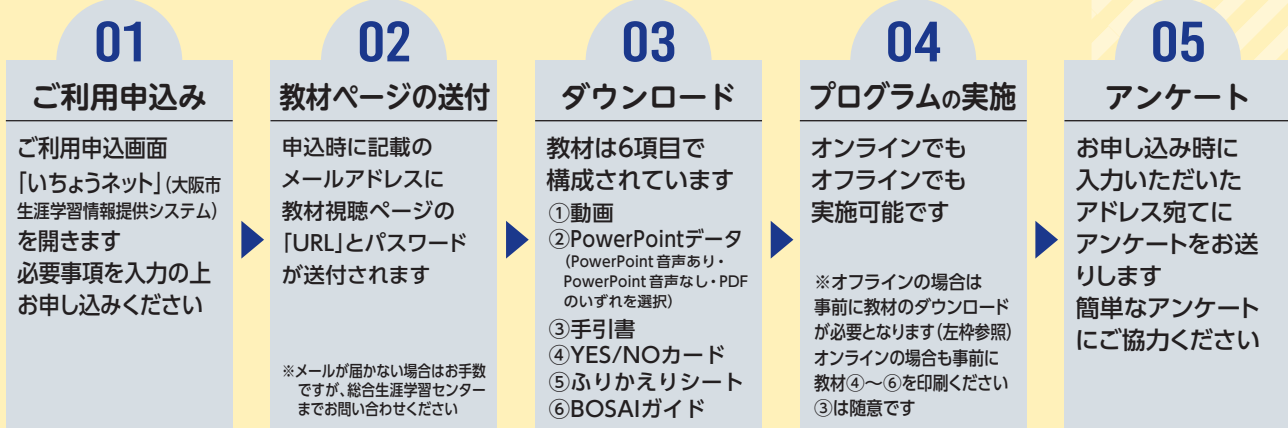 01
ご利用申込み
ご利用申込画面
「いちょうネット」(大阪市
生涯学習情報提供システム)
を開きます
必要事項を入力の上
お申し込みください
02
教材ページの送付
申込時に記載の
メールアドレスに
教材視聴ページの
「URL」とパスワード
が送付されます
※メールが届かない場合はお手数
ですが、総合生涯学習センター
までお問い合わせください
03
ダウンロード
教材は6項目で
構成されています
①動画
②PowerPointデータ
(PowerPoint 音声あり・
PowerPoint 音声なし・PDF
のいずれを選択)
③手引書
④YES/NOカード
⑤ふりかえりシート
⑥BOSAIガイド
04
プログラムの実施
オンラインでも
オフラインでも
実施可能です
※オフラインの場合は
事前に教材のダウンロード
が必要となります(左枠参照)
オンラインの場合も事前に
教材④〜⑥を印刷ください
③は随意です
05
アンケート
お申し込み時に
入力いただいた
アドレス宛てに
アンケートをお送
りします
簡単なアンケート
にご協力ください